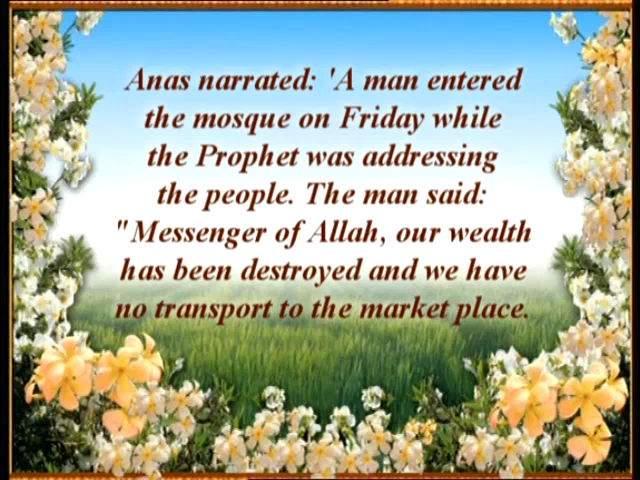 Anas narrated: 'A man entered
the mosque on Friday while
the Prophet was addressing
the people. The man said:
"Messenger of Allah, our wealth
has been destroyed and we have
no transport to the market place.